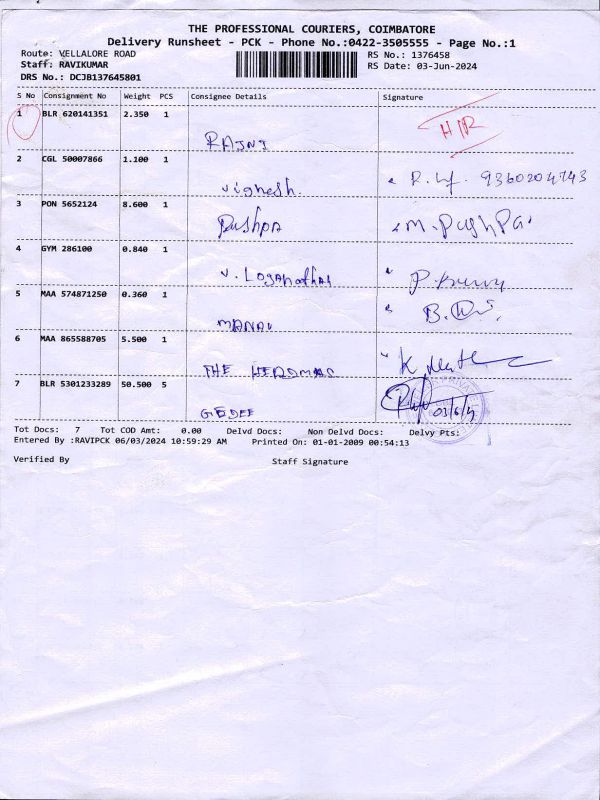 THE PROFESSIONAL COURIERS, COIMBATORE
Delivery Runsheet - PCK - Phone No.:0422-3505555 - Page No.:1
Route: VELLALORE ROAD RS No.: 1376458
Staff: RAVIKUMAR RS Date: 03-Jun-2024
DRS No.: DCJB137645801
S No Consignment No Weight PCS Consignee Details Signature
1 BLR 620141351 2.350 1
RAJNI
2 CGL 50007866 1.100 1
Vignesh. 9360204743
3 PON 5652124 8.600 1
Pushpa M. Pushpa
4 GYM 286100 0.840 1
V. Loganathan
5 MAA 574871250 0.360 1
MANAV B.
6 MAA 865588705 5.500 1
THE K
7 BLR 5301233289 50.500 5
GEDEE 03/6/
Tot Docs: 7 Tot COD Amt: 0.00 Delvd Docs: Non Delvd Docs: Delvy Pts:
Entered By :RAVIPCK 06/03/2024 10:59:29 AM Printed On: 01-01-2009 00:54:13
Verified By Staff Signature